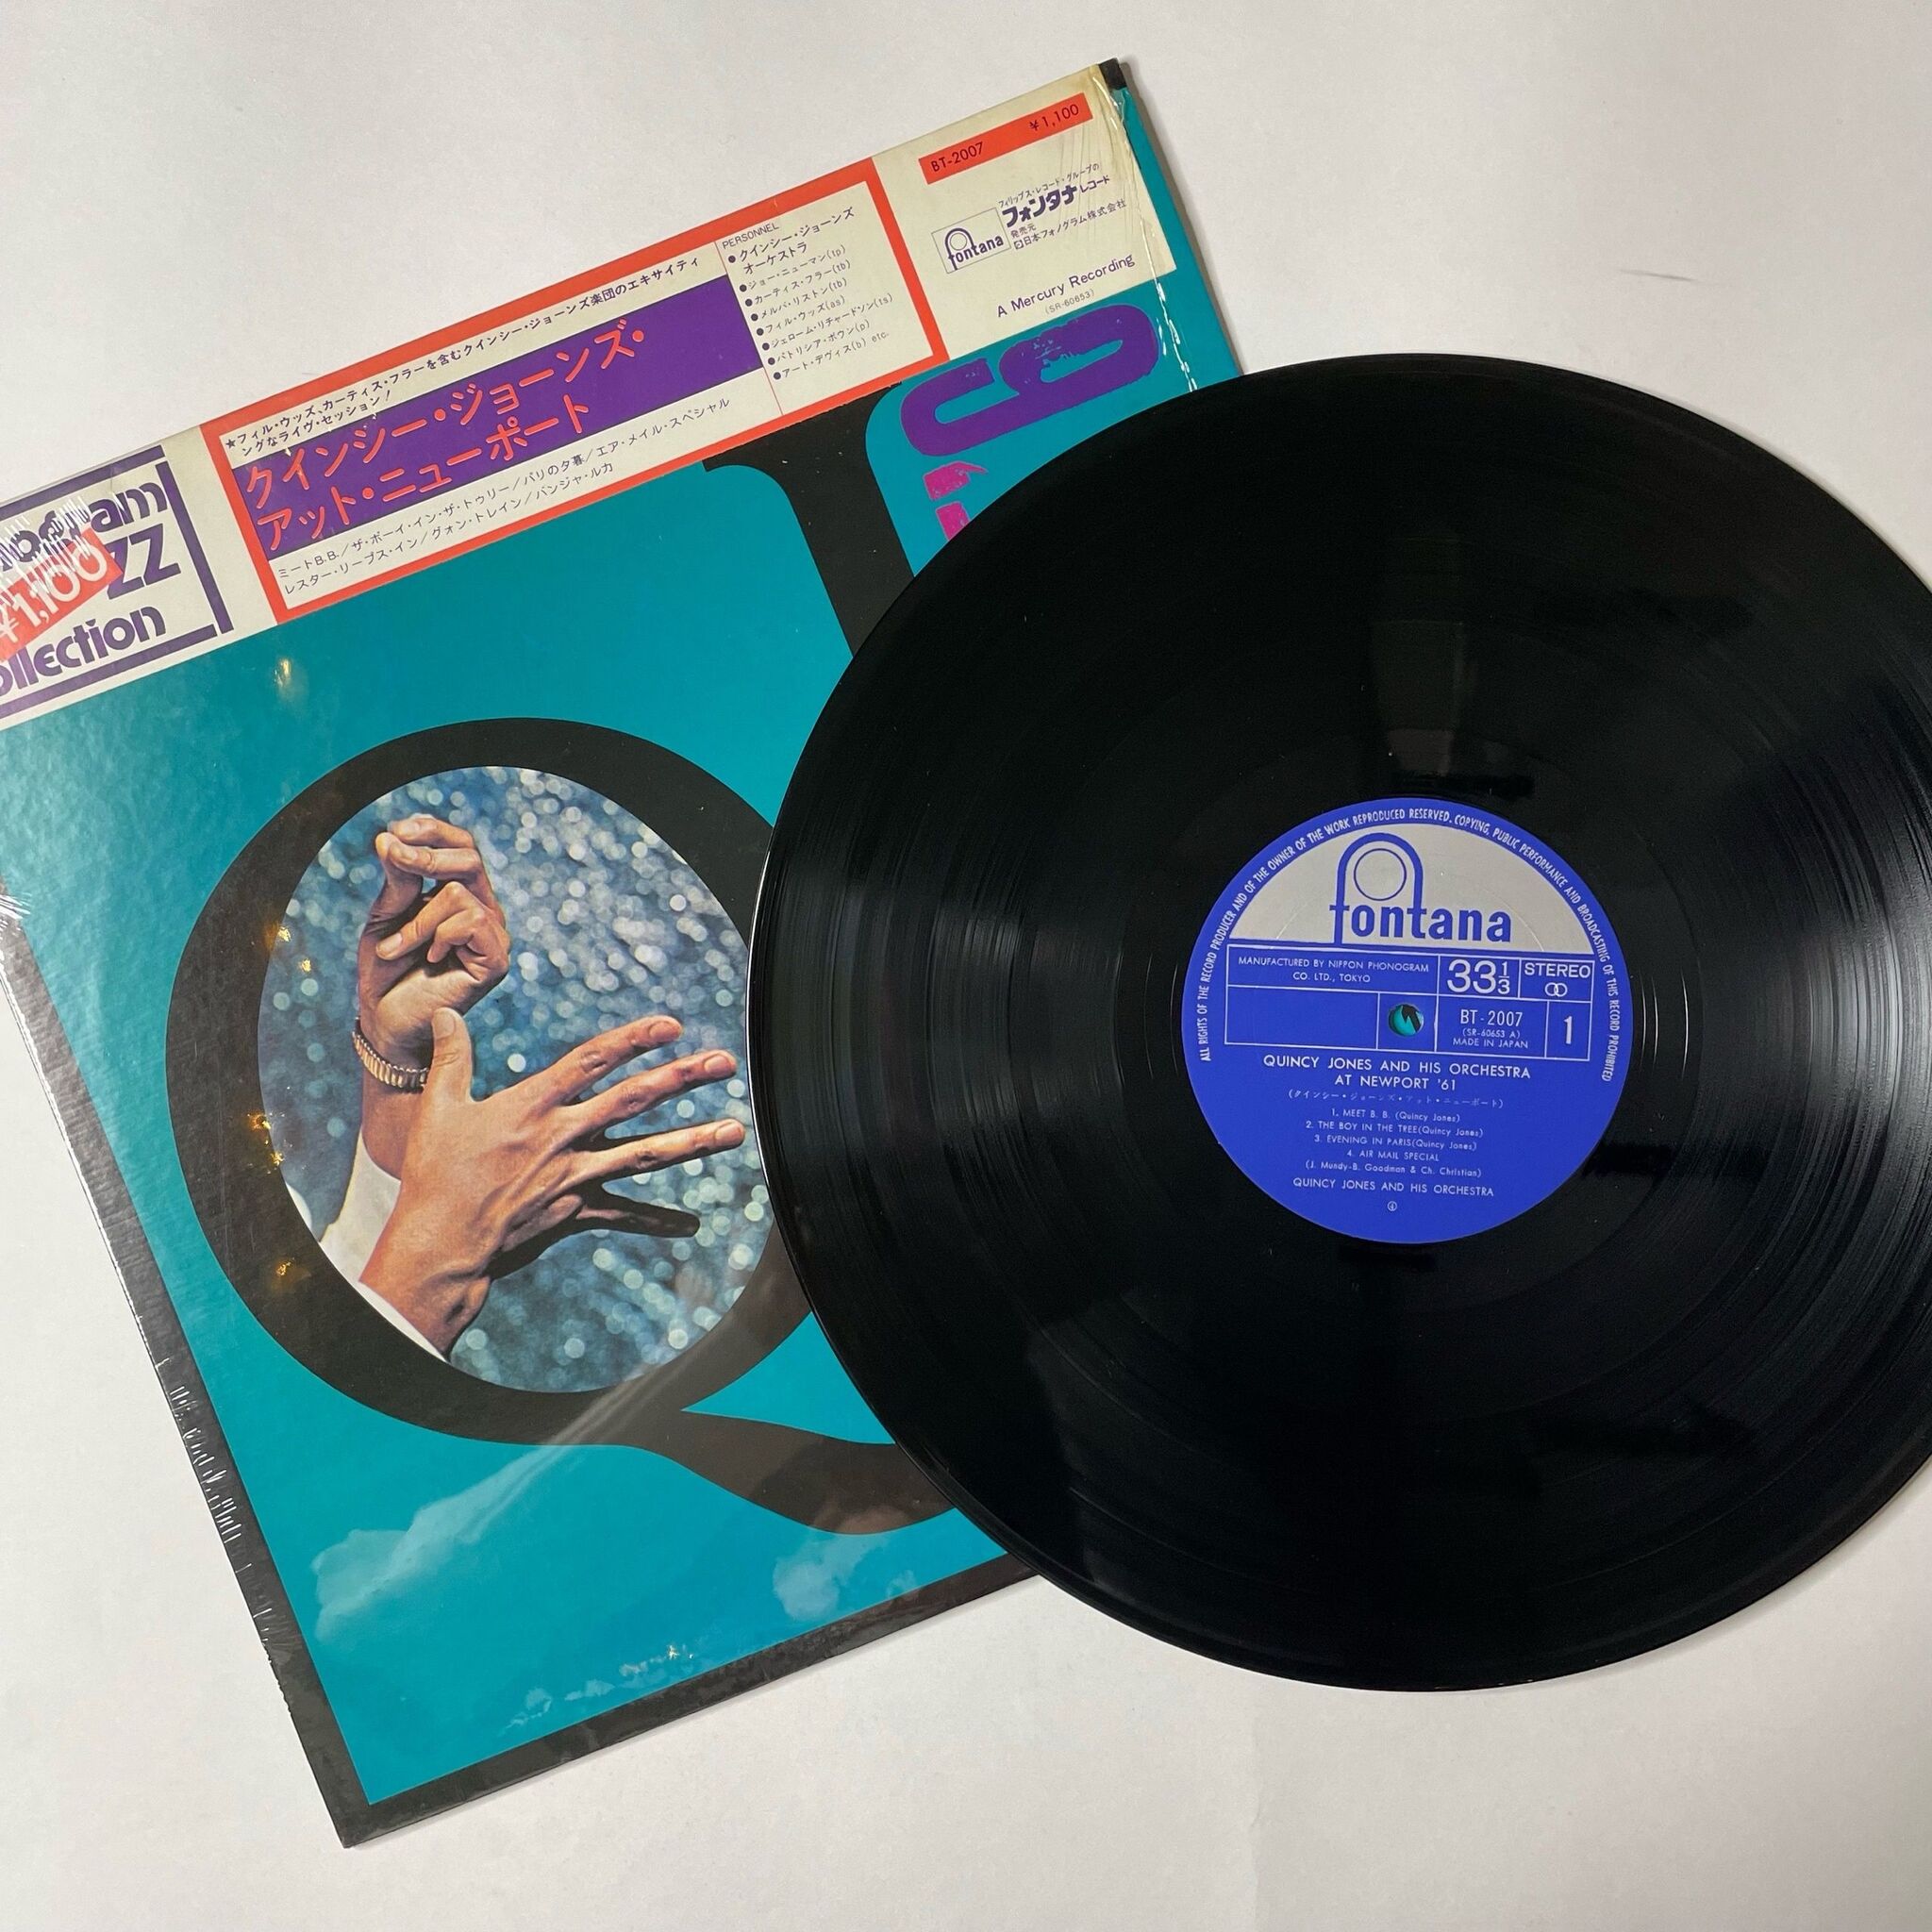 BT-2007 ¥1,100
フィリップス・レコード・グループの
フォンタナレコード
fontana
発売元
日本フォノグラム株式会社
A Mercury Recording
(SR-60653)
PERSONNEL
●クインシー・ジョーンズ
オーケストラ
●ジョー・ニューマン(tp)
●カーティス・フラー(tb)
●メルバ・リストン(tb)
●フィル・ウッズ(as)
●ジェローム・リチャードソン(ts)
●パトリシア・ボウン(p)
●アート・デヴィス(b) etc.
★フィル・ウッズ、カーティス・フラーを含むクインシー・ジョーンズ楽団のエキサイティ
ングなライヴ・セッション！
クインシー・ジョーンズ・
アット・ニューポート
ミートB.B./ザ・ボーイ・イン・ザ・トゥリー/パリの夕暮/エア・メイル・スペシャル
レスター・リープス・イン/グォン・トレイン/バンジャ・ルカ
¥1,100
ALL RIGHTS OF THE RECORD PRODUCER AND OF THE OWNER OF THE WORK REPRODUCED RESERVED. COPYING, PUBLIC PERFORMANCE AND BROADCASTING OF THIS RECORD PROHIBITED
fontana
MANUFACTURED BY NIPPON PHONOGRAM
CO. LTD., TOKYO
33 1/3
STEREO
BT-2007
(SR-60653 A)
MADE IN JAPAN
1
QUINCY JONES AND HIS ORCHESTRA
AT NEWPORT '61
(クインシー・ジョーンズ・アット・ニューポート)
1. MEET B. B. (Quincy Jones)
2. THE BOY IN THE TREE(Quincy Jones)
3. EVENING IN PARIS(Quincy Jones)
4. AIR MAIL SPECIAL
(J. Mundy-B. Goodman & Ch. Christian)
QUINCY JONES AND HIS ORCHESTRA